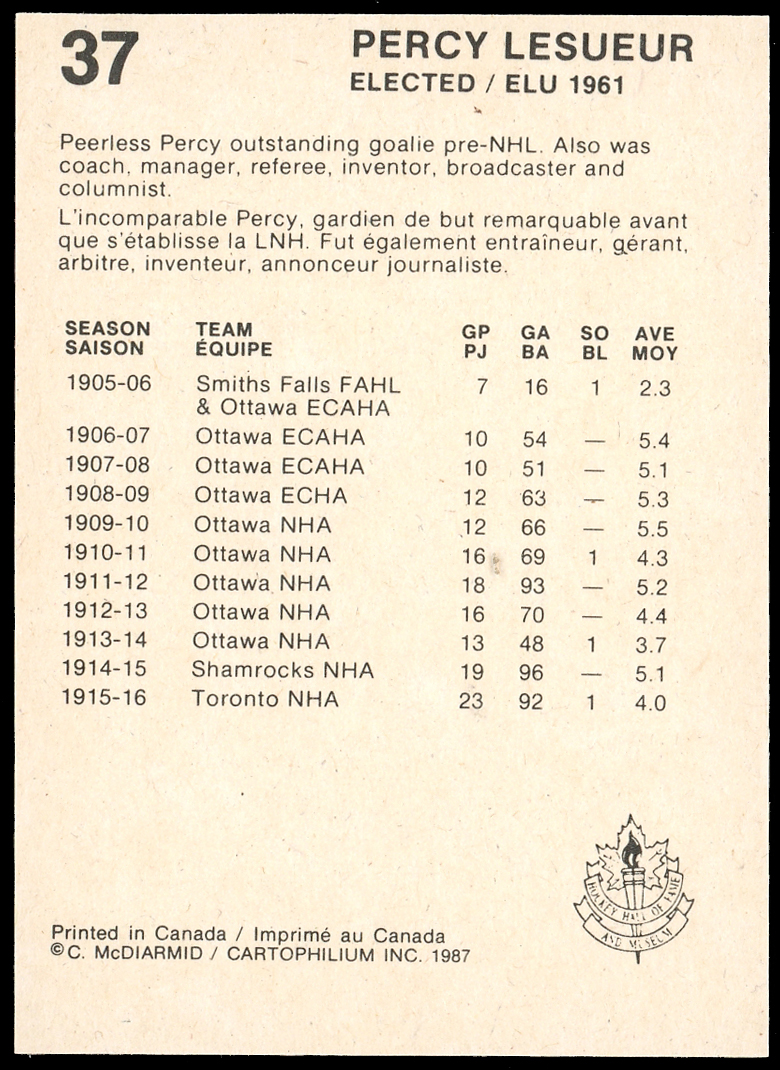 37
PERCY LESUEUR
ELECTED / ELU 1961
Peerless Percy outstanding goalie pre-NHL. Also was
coach, manager, referee, inventor, broadcaster and
columnist.
L'incomparable Percy, gardien de but remarquable avant
que s'établisse la LNH. Fut également entraîneur, gérant,
arbitre, inventeur, annonceur journaliste.
SEASON TEAM GP GA SO AVE
SAISON ÉQUIPE PJ BA BL MOY
1905-06 Smiths Falls FAHL 7 16 1 2.3
& Ottawa ECAHA
1906-07 Ottawa ECAHA 10 54 — 5.4
1907-08 Ottawa ECAHA 10 51 — 5.1
1908-09 Ottawa ECHA 12 63 — 5.3
1909-10 Ottawa NHA 12 66 — 5.5
1910-11 Ottawa NHA 16 69 1 4.3
1911-12 Ottawa NHA 18 93 — 5.2
1912-13 Ottawa NHA 16 70 — 4.4
1913-14 Ottawa NHA 13 48 1 3.7
1914-15 Shamrocks NHA 19 96 — 5.1
1915-16 Toronto NHA 23 92 1 4.0
HOCKEY HALL OF FAME
AND MUSEUM
Printed in Canada / Imprimé au Canada
©C. McDIARMID / CARTOPHILIUM INC. 1987